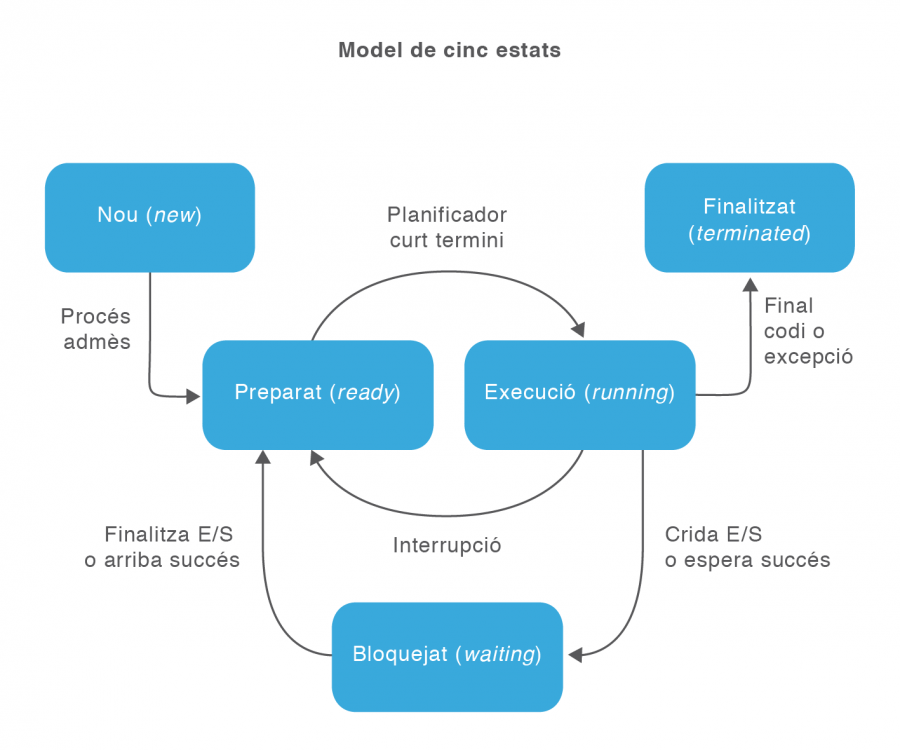 Model de cinc estats
Nou (new)
Planificador
curt termini
Finalitzat
(terminated)
Procés
admès
Final
codi o
excepció
Preparat (ready)
Execució (running)
Finalitza E/S
o arriba succés
Interrupció
Crida E/S
o espera succés
Bloquejat (waiting)